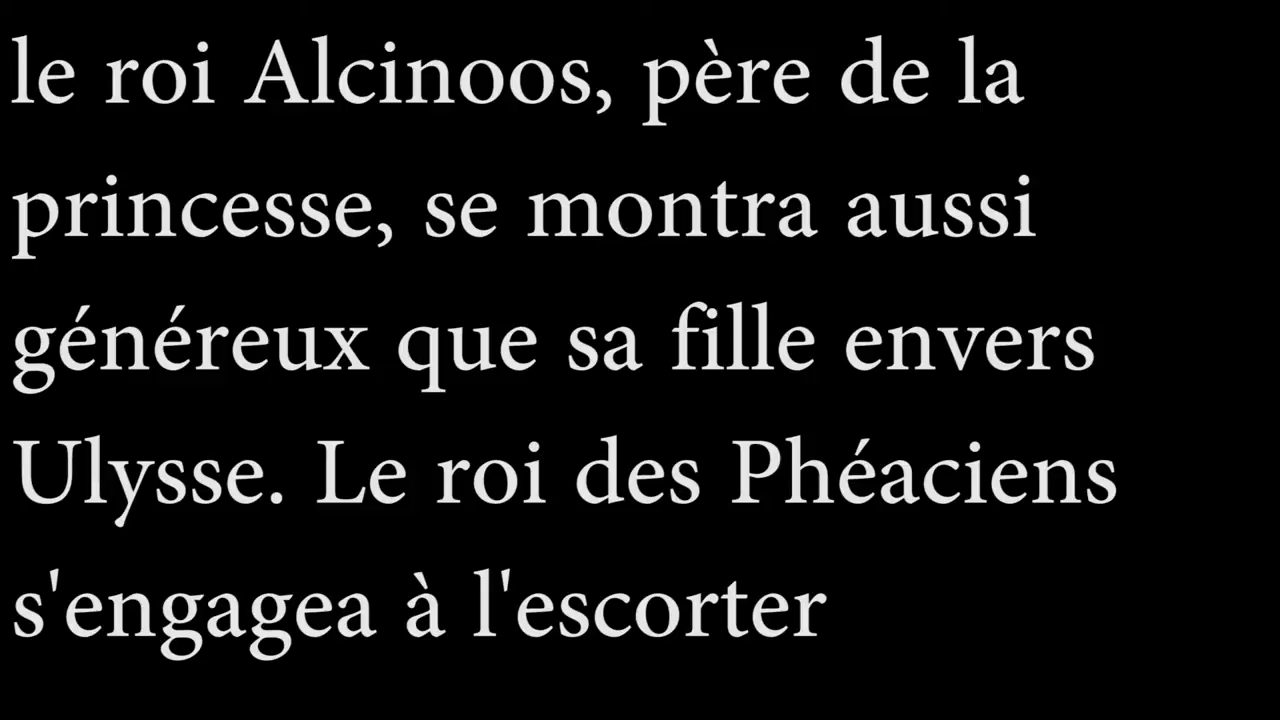 le roi Alcinoos, père de la
princesse, se montra aussi
généreux que sa fille envers
Ulysse. Le roi des Phéaciens
s'engagea à l'escorter